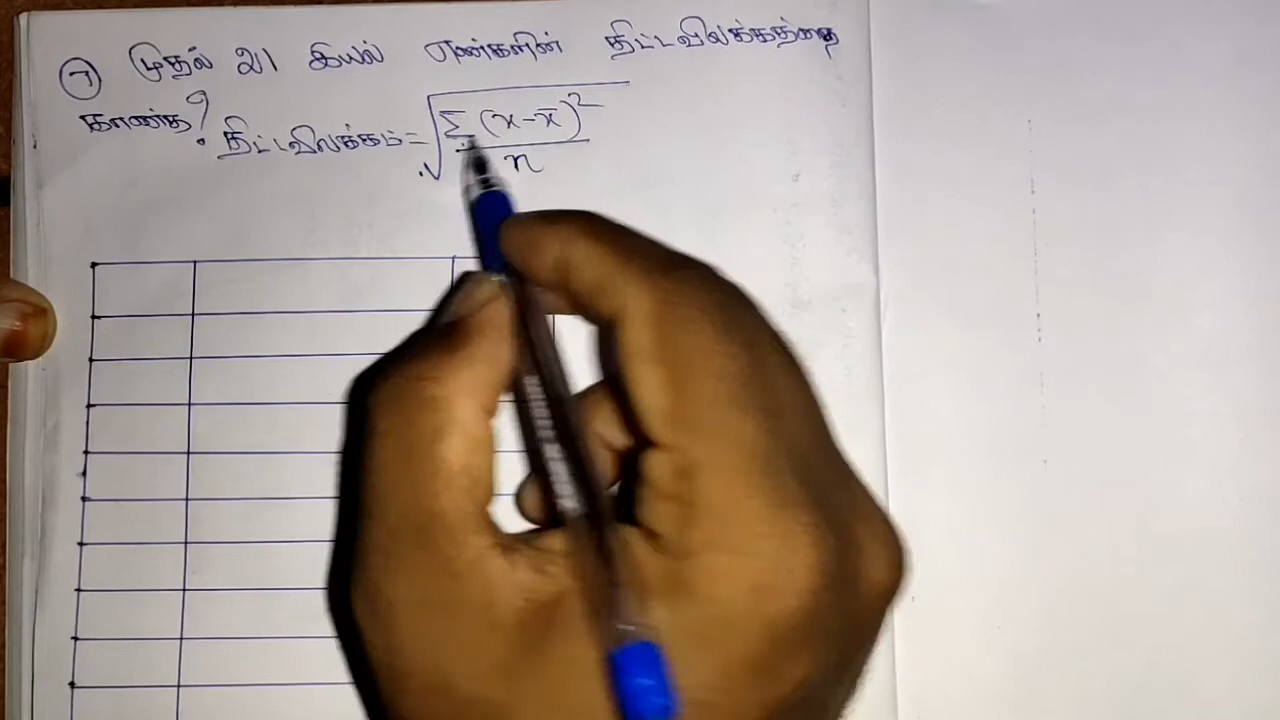 7 முதல் 21 இயல் எண்களின் திட்டவிலக்கத்தை
காண்க?
திட்டவிலக்கம் = √Σ(x-x̄)²/n